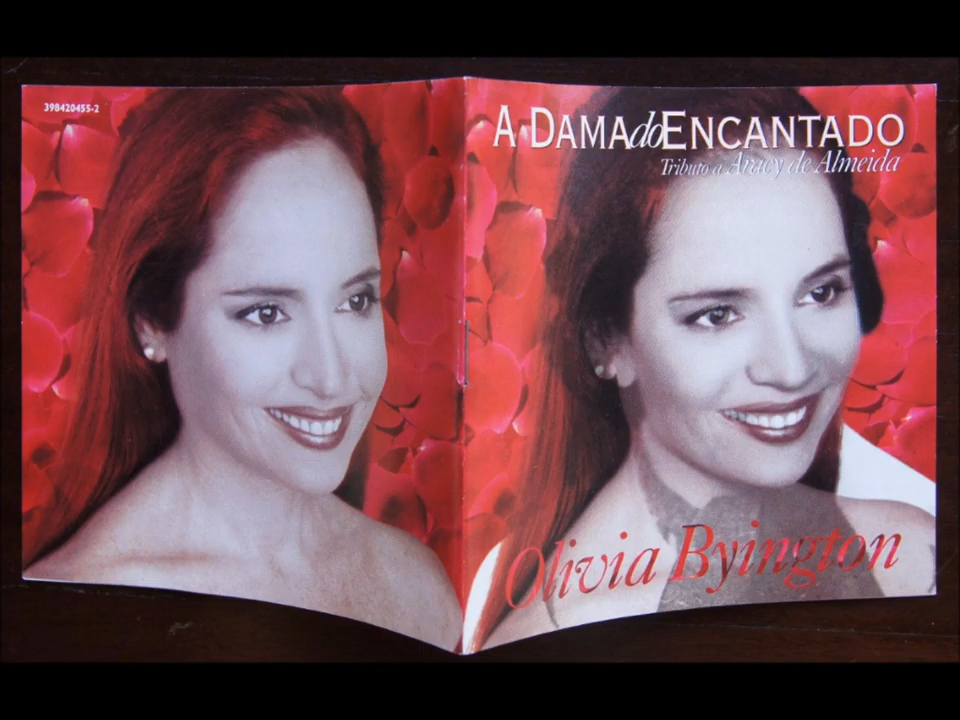 398420455-2
A DAMA do ENCANTADO
Tributo a Aracy de Almeida
Olivia Byington